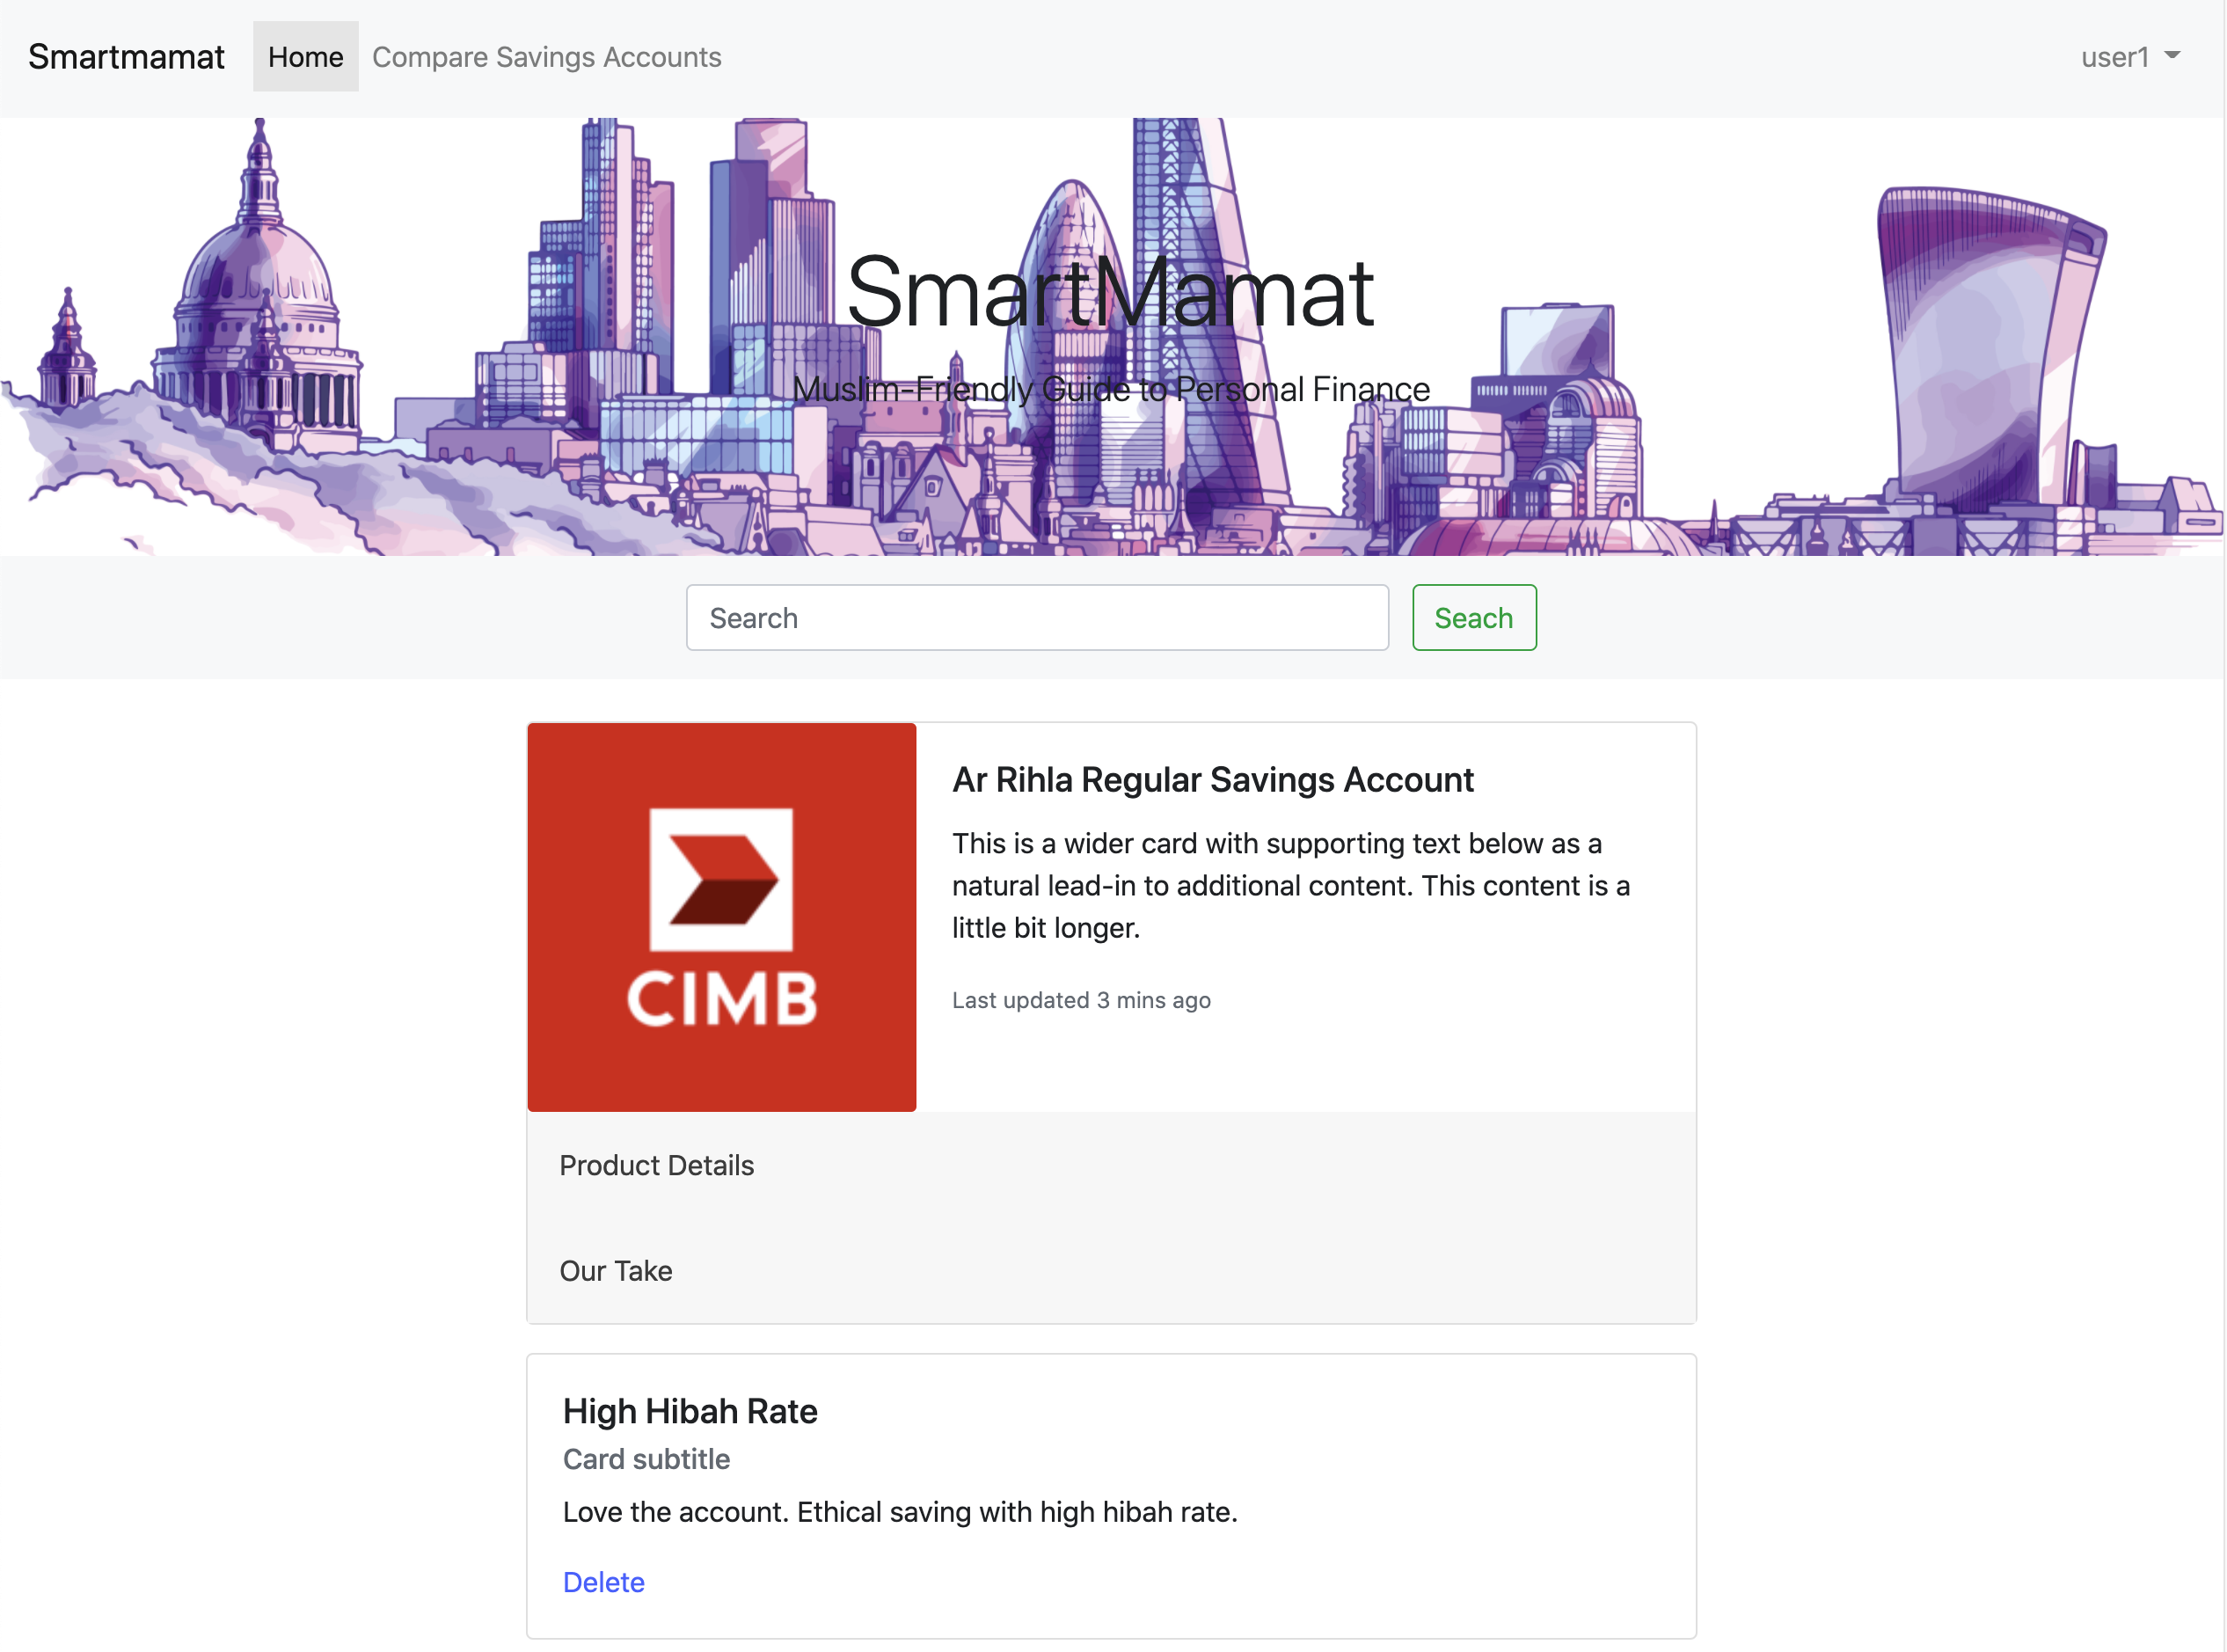 Smartmamat Home Compare Savings Accounts user1
SmartMamat
Muslim-Friendly Guide to Personal Finance
Search Seach
CIMB
Ar Rihla Regular Savings Account
This is a wider card with supporting text below as a
natural lead-in to additional content. This content is a
little bit longer.
Last updated 3 mins ago
Product Details
Our Take
High Hibah Rate
Card subtitle
Love the account. Ethical saving with high hibah rate.
Delete